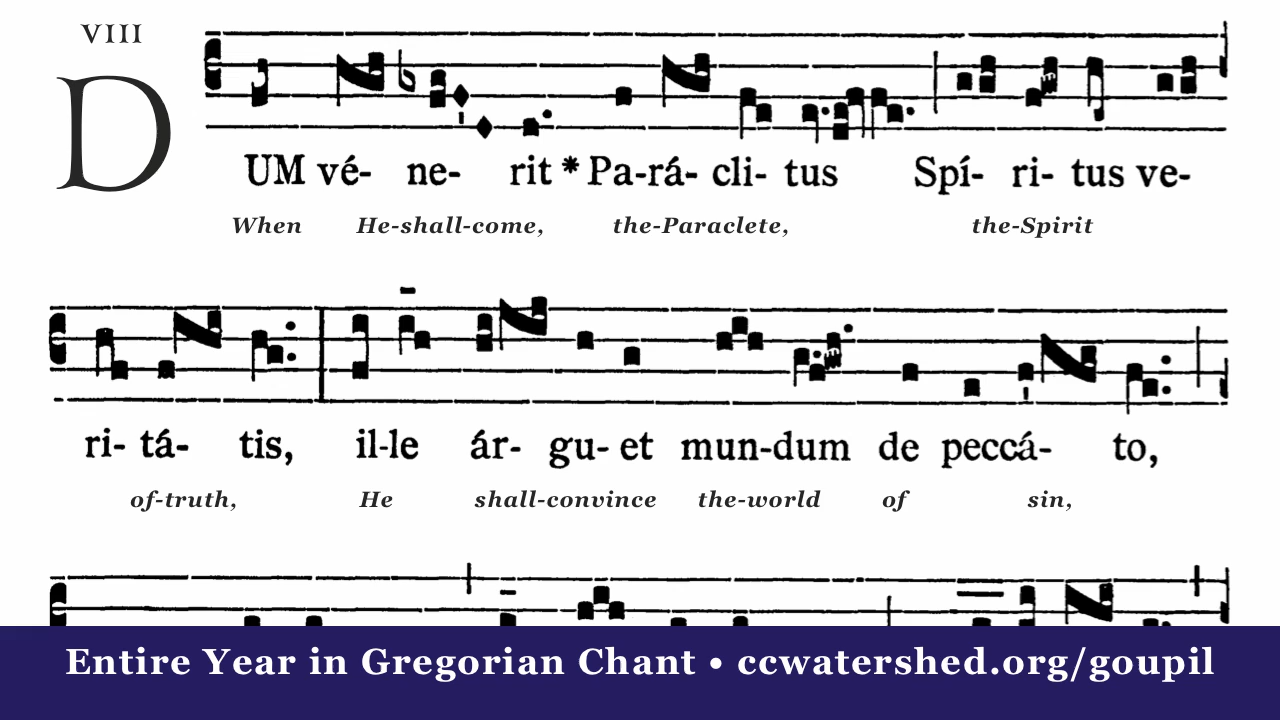 VIII
DUM vé- ne- rit * Pa-rá- cli- tus Spí- ri- tus ve-
When He-shall-come, the-Paraclete, the-Spirit
ri- tá- tis, il-le ár- gu- et mun-dum de peccá- to,
of-truth, He shall-convince the-world of sin,
Entire Year in Gregorian Chant • ccwatershed.org/goupil